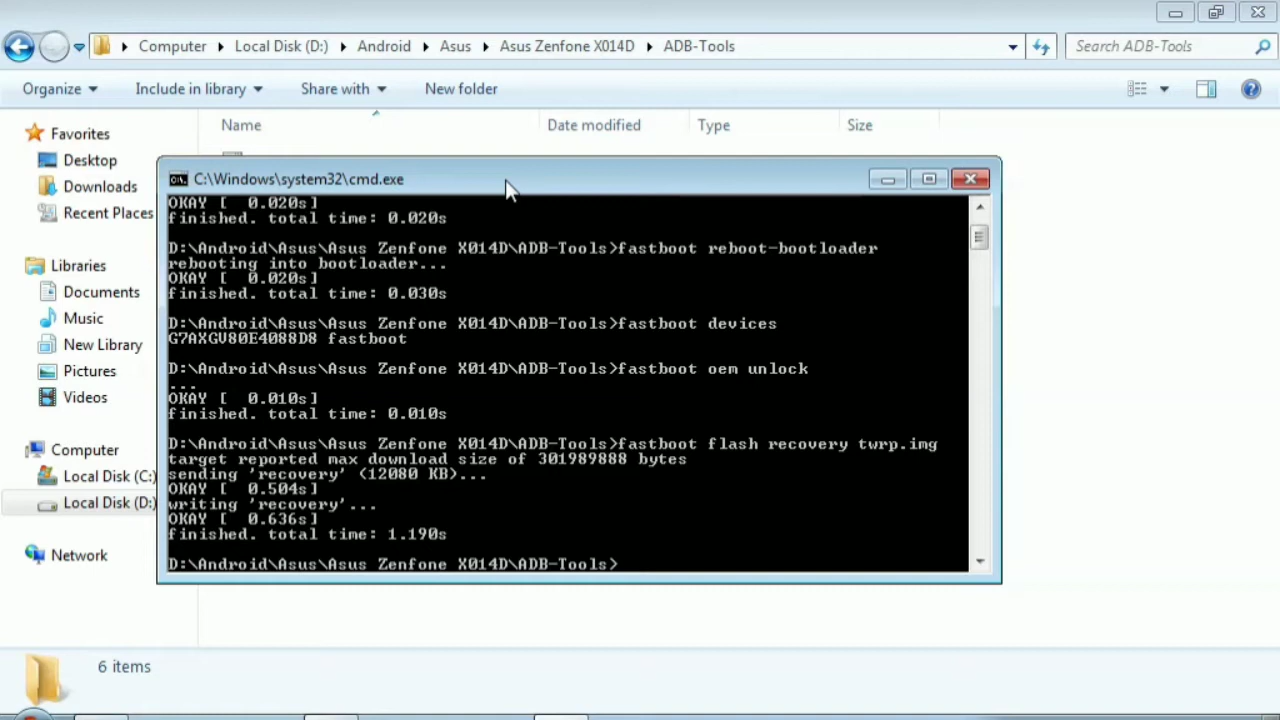 Computer ▸ Local Disk (D:) ▸ Android ▸ Asus ▸ Asus Zenfone X014D ▸ ADB-Tools
Search ADB-Tools
Organize
Include in library
Share with
New folder
Name
Date modified
Type
Size
Favorites
Desktop
Downloads
Recent Places
Libraries
Documents
Music
New Library
Pictures
Videos
Computer
Local Disk (C:)
Local Disk (D:)
Network
C:\Windows\system32\cmd.exe
OKAY [  0.020s]
finished. total time: 0.020s
D:\Android\Asus\Asus Zenfone X014D\ADB-Tools>fastboot reboot-bootloader
rebooting into bootloader...
OKAY [  0.020s]
finished. total time: 0.030s
D:\Android\Asus\Asus Zenfone X014D\ADB-Tools>fastboot devices
G7AXGV80E4088D8 fastboot
D:\Android\Asus\Asus Zenfone X014D\ADB-Tools>fastboot oem unlock
...
OKAY [  0.010s]
finished. total time: 0.010s
D:\Android\Asus\Asus Zenfone X014D\ADB-Tools>fastboot flash recovery twrp.img
target reported max download size of 301989888 bytes
sending 'recovery' (12080 KB)...
OKAY [  0.504s]
writing 'recovery'...
OKAY [  0.636s]
finished. total time: 1.190s
D:\Android\Asus\Asus Zenfone X014D\ADB-Tools>
6 items